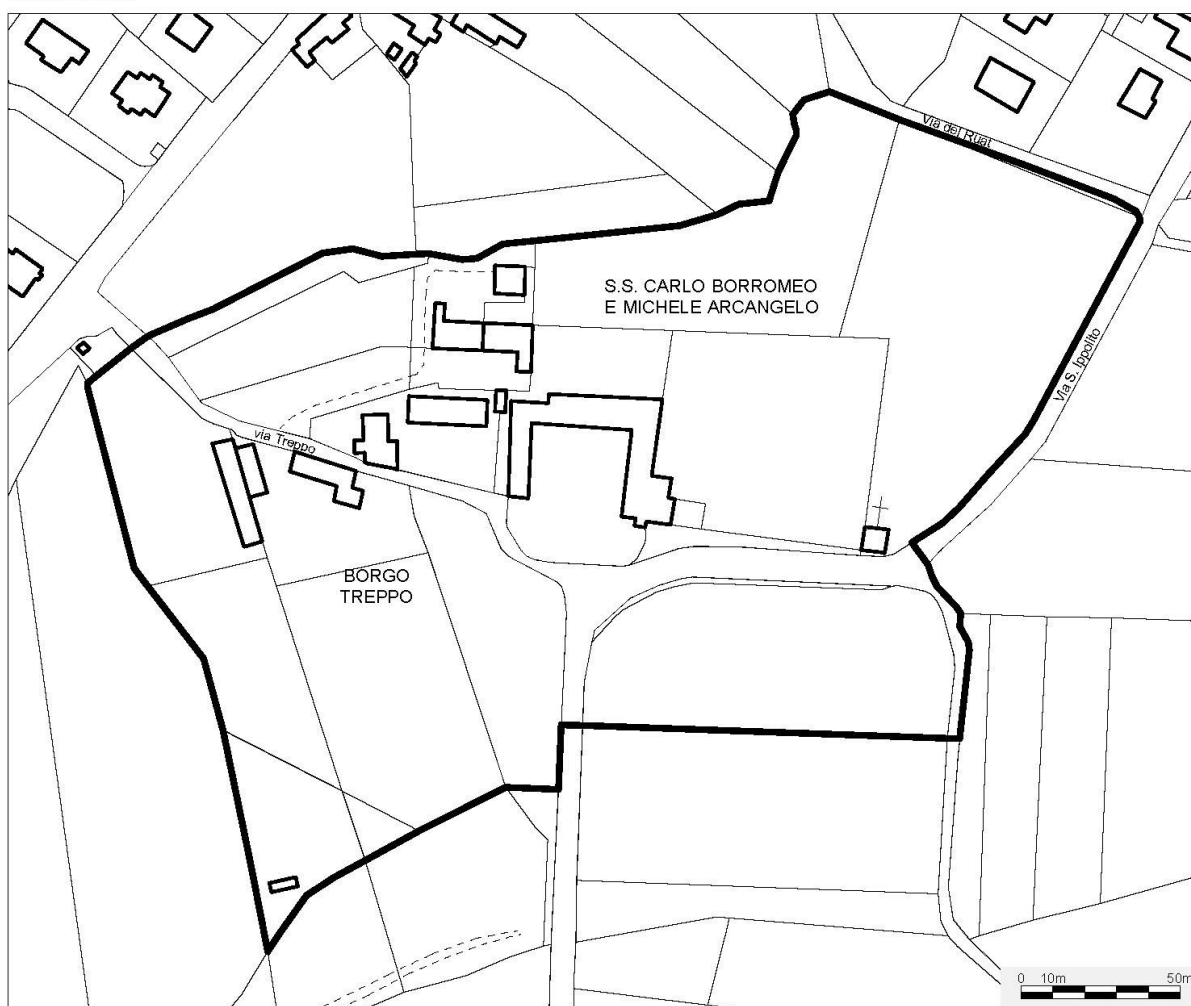 Via del Ruat
S.S. CARLO BORROMEO
E MICHELE ARCANGELO
Via S. Ippolito
via Treppo
BORGO
TREPPO
0 10m 50m